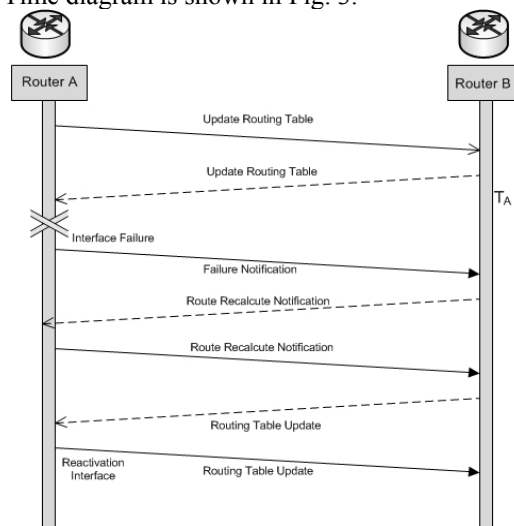 Time diagram is shown in Fig. 3.
Router A
Router B
Update Routing Table
Update Routing Table
TA
Interface Failure
Failure Notification
Route Recalcute Notification
Route Recalcute Notification
Routing Table Update
Reactivation
Interface
Routing Table Update